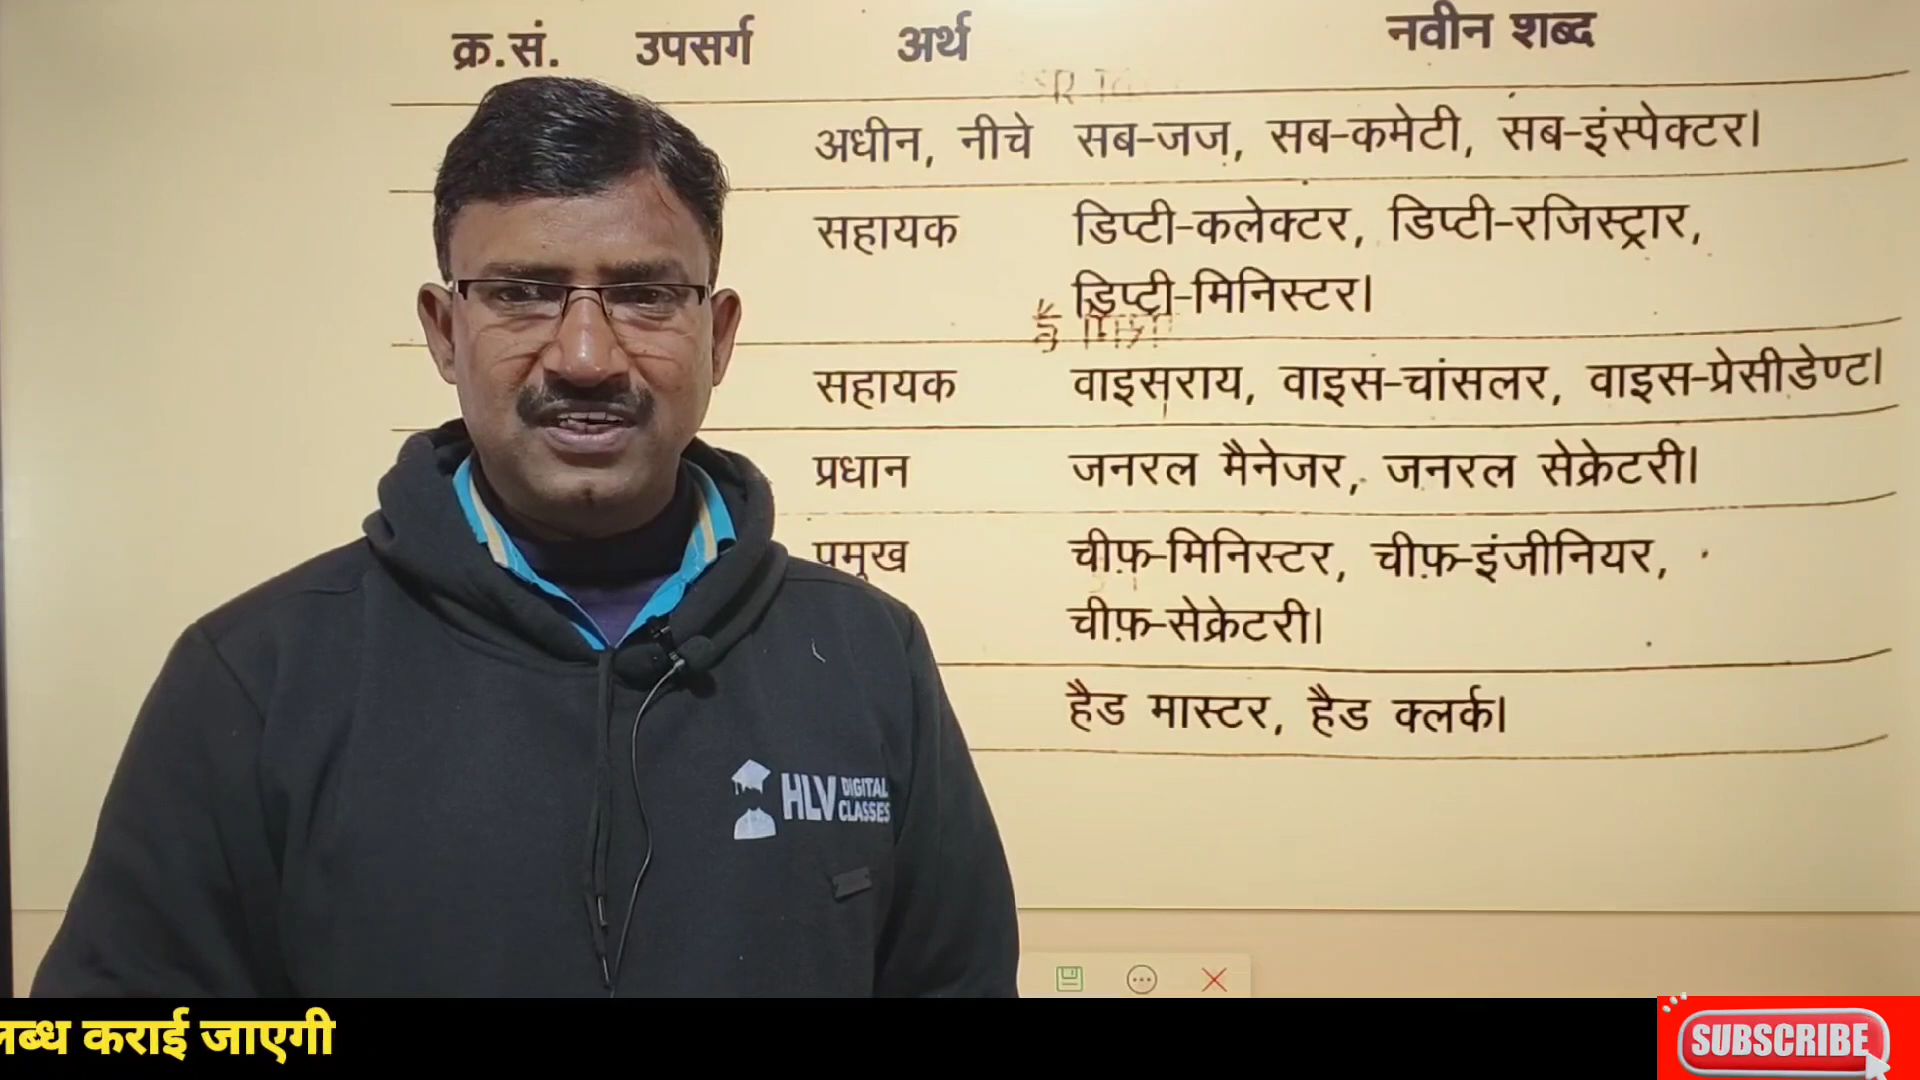 क्र.सं. उपसर्ग अर्थ नवीन शब्द
अधीन, नीचे सब-जज, सब-कमेटी, सब-इंस्पेक्टर।
सहायक डिप्टी-कलेक्टर, डिप्टी-रजिस्ट्रार,
डिप्टी-मिनिस्टर।
सहायक वाइसराय, वाइस-चांसलर, वाइस-प्रेसीडेण्ट।
प्रधान जनरल मैनेजर, जनरल सेक्रेटरी।
प्रमुख चीफ़-मिनिस्टर, चीफ़-इंजीनियर,
चीफ़-सेक्रेटरी।
हैड मास्टर, हैड क्लर्क।
HLV DIGITAL
CLASSES
लब्ध कराई जाएगी
SUBSCRIBE